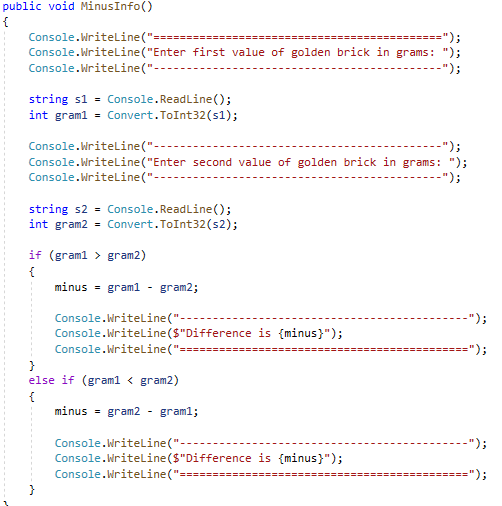 public void MinusInfo()
{
    Console.WriteLine("============================================");
    Console.WriteLine("Enter first value of golden brick in grams: ");
    Console.WriteLine("--------------------------------------------");

    string s1 = Console.ReadLine();
    int gram1 = Convert.ToInt32(s1);

    Console.WriteLine("--------------------------------------------");
    Console.WriteLine("Enter second value of golden brick in grams: ");
    Console.WriteLine("--------------------------------------------");

    string s2 = Console.ReadLine();
    int gram2 = Convert.ToInt32(s2);

    if (gram1 > gram2)
    {
        minus = gram1 - gram2;

        Console.WriteLine("--------------------------------------------");
        Console.WriteLine($"Difference is {minus}");
        Console.WriteLine("============================================");
    }
    else if (gram1 < gram2)
    {
        minus = gram2 - gram1;

        Console.WriteLine("--------------------------------------------");
        Console.WriteLine($"Difference is {minus}");
        Console.WriteLine("============================================");
    }
}